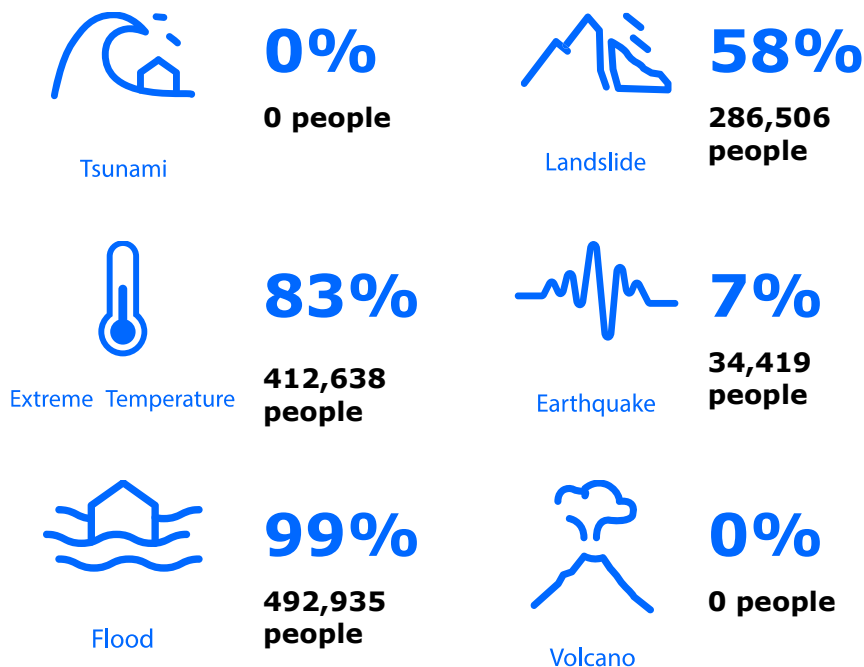 0%
0 people
Tsunami
58%
286,506
people
Landslide
83%
412,638
people
Extreme Temperature
7%
34,419
people
Earthquake
99%
492,935
people
Flood
0%
0 people
Volcano